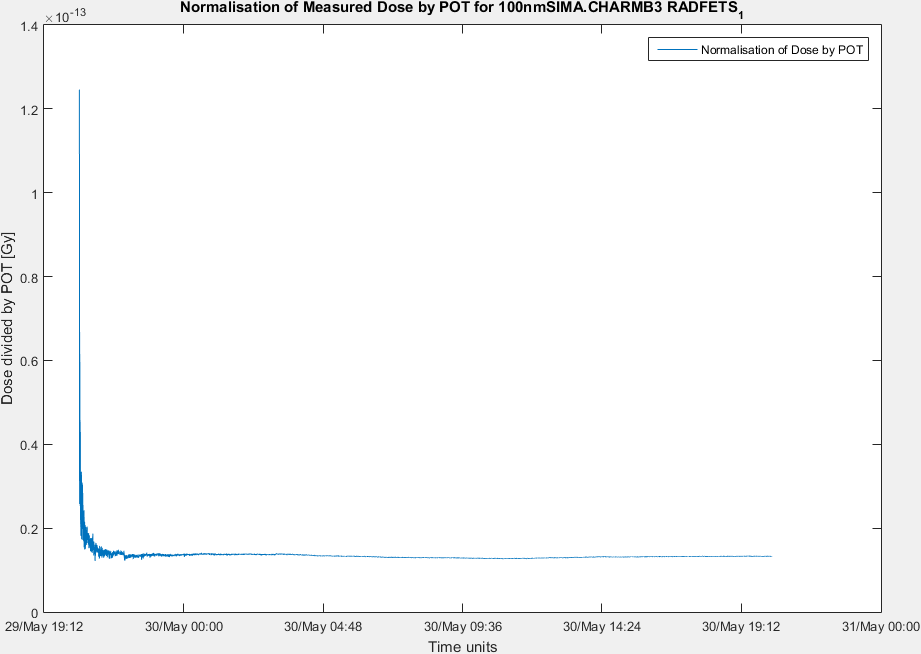 Normalisation of Measured Dose by POT for 100nmSIMA.CHARMB3 RADFETS_1
×10^-13
Normalisation of Dose by POT
1.4
1.2
1
0.8
0.6
0.4
0.2
0
Dose divided by POT [Gy]
29/May 19:12
30/May 00:00
30/May 04:48
30/May 09:36
30/May 14:24
30/May 19:12
31/May 00:00
Time units